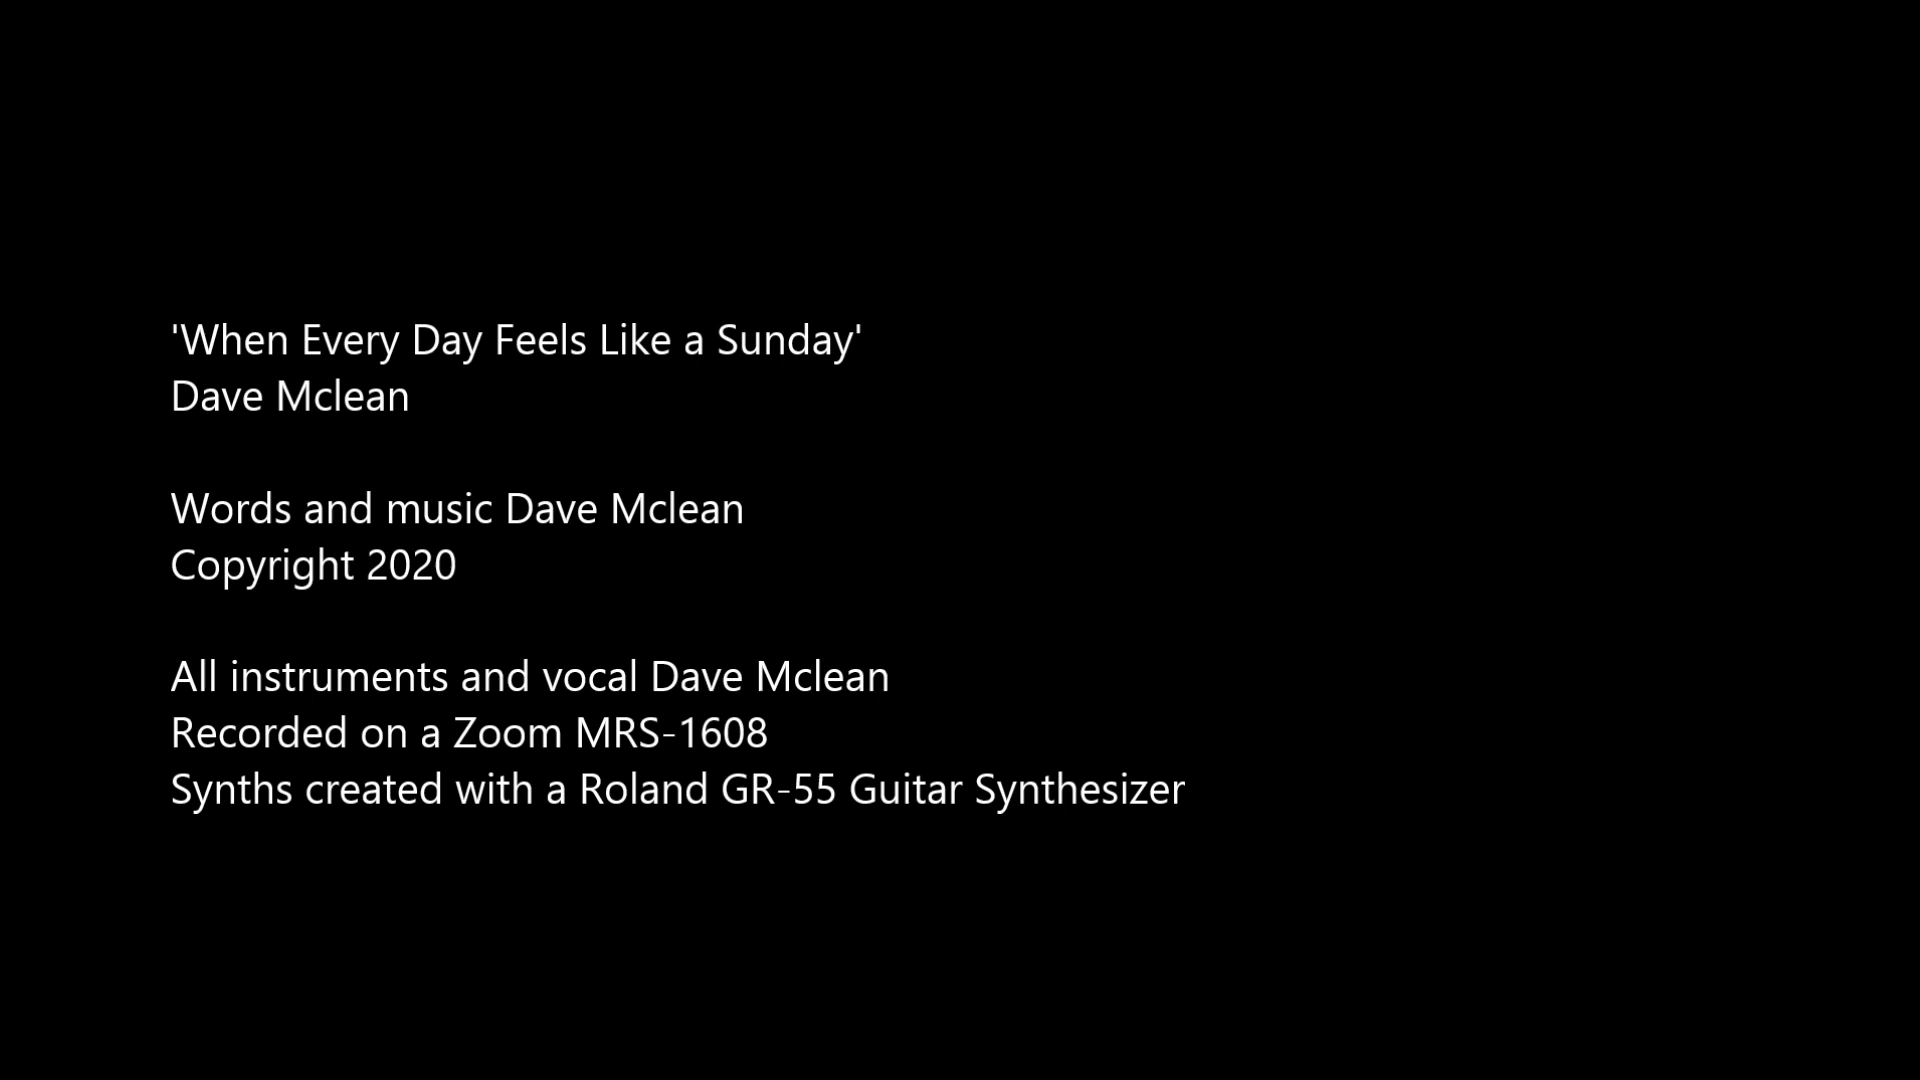 'When Every Day Feels Like a Sunday'
Dave Mclean
Words and music Dave Mclean
Copyright 2020
All instruments and vocal Dave Mclean
Recorded on a Zoom MRS-1608
Synths created with a Roland GR-55 Guitar Synthesizer